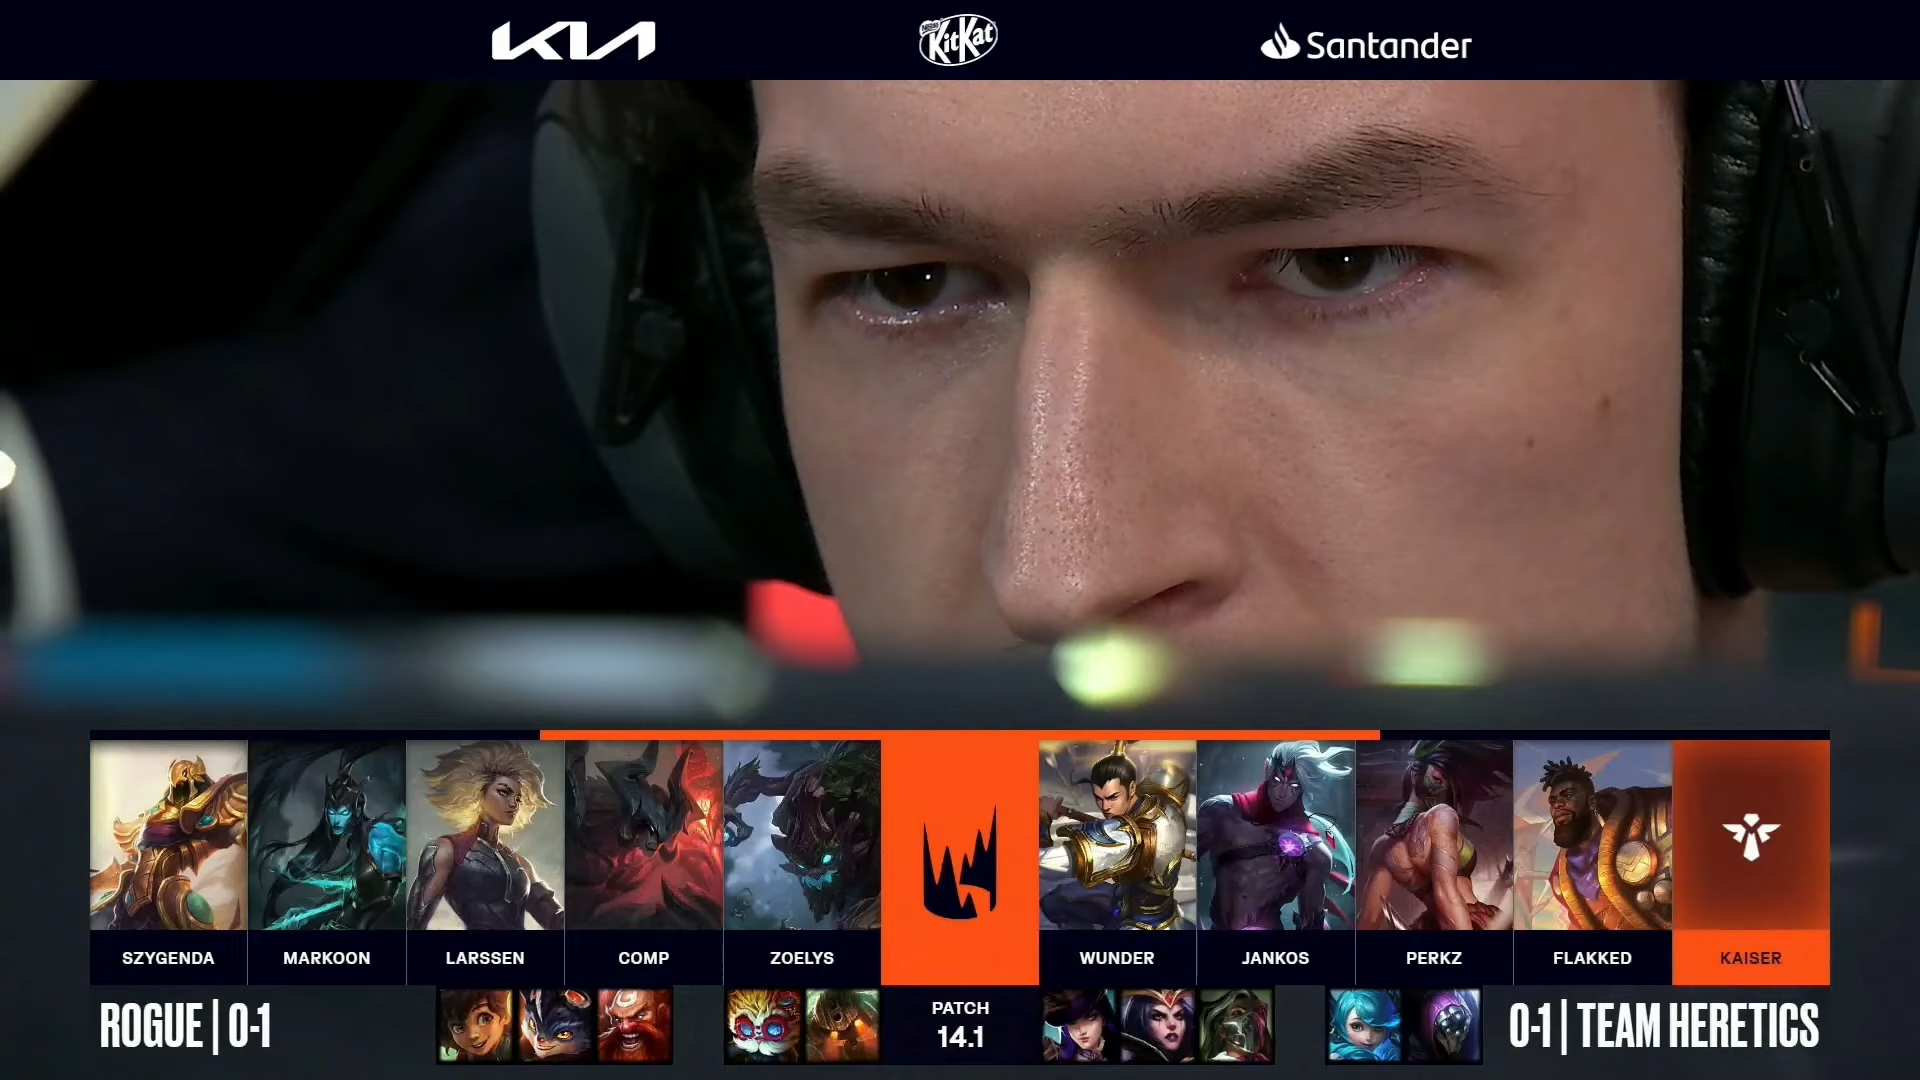 KIA
NESTLE
KitKat
Santander
SZYGENDA
MARKOON
LARSSEN
COMP
ZOELYS
WUNDER
JANKOS
PERKZ
FLAKKED
KAISER
ROGUE | 0-1
PATCH
14.1
0-1 | TEAM HERETICS